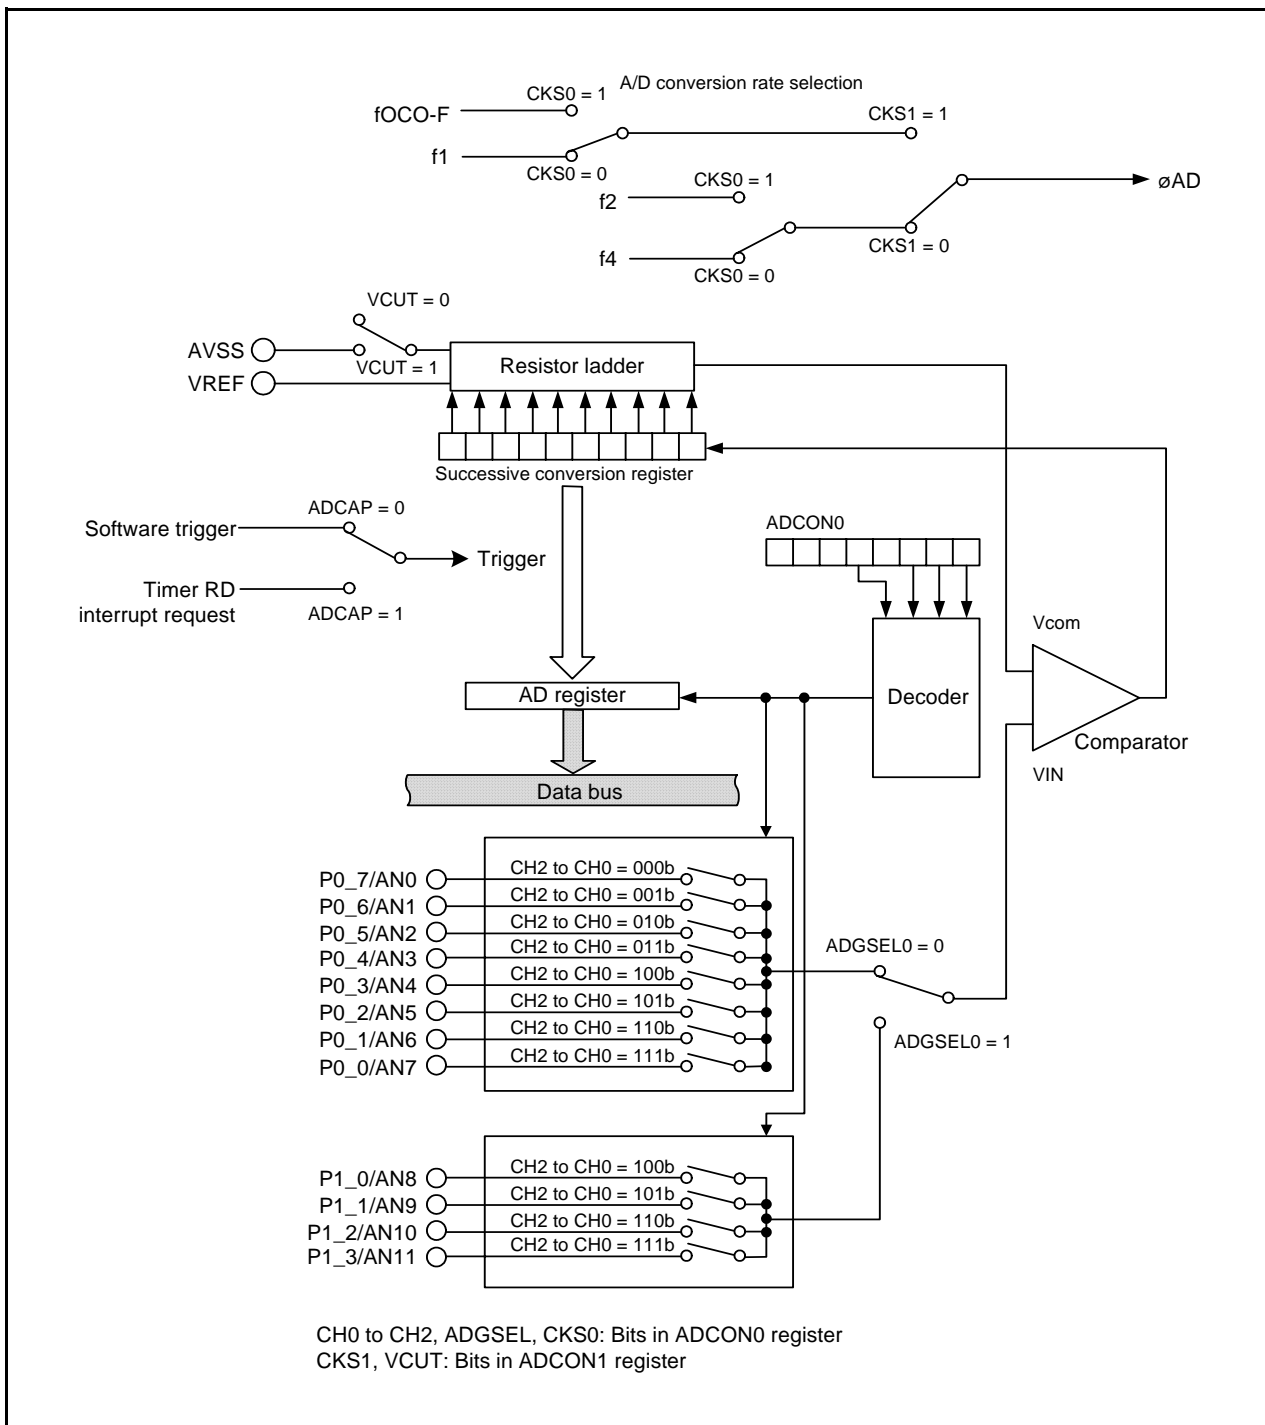 A/D conversion rate selection
CKS0 = 1
fOCO-F
CKS1 = 1
f1
CKS0 = 0
CKS0 = 1
f2
øAD
CKS1 = 0
f4
CKS0 = 0
VCUT = 0
AVSS
VCUT = 1
VREF
Resistor ladder
Successive conversion register
ADCAP = 0
Software trigger
Trigger
Timer RD
interrupt request
ADCAP = 1
ADCON0
Decoder
Vcom
Comparator
VIN
AD register
Data bus
P0_7/AN0 CH2 to CH0 = 000b
P0_6/AN1 CH2 to CH0 = 001b
P0_5/AN2 CH2 to CH0 = 010b
P0_4/AN3 CH2 to CH0 = 011b
P0_3/AN4 CH2 to CH0 = 100b
P0_2/AN5 CH2 to CH0 = 101b
P0_1/AN6 CH2 to CH0 = 110b
P0_0/AN7 CH2 to CH0 = 111b
ADGSEL0 = 0
ADGSEL0 = 1
P1_0/AN8 CH2 to CH0 = 100b
P1_1/AN9 CH2 to CH0 = 101b
P1_2/AN10 CH2 to CH0 = 110b
P1_3/AN11 CH2 to CH0 = 111b
CH0 to CH2, ADGSEL, CKS0: Bits in ADCON0 register
CKS1, VCUT: Bits in ADCON1 register